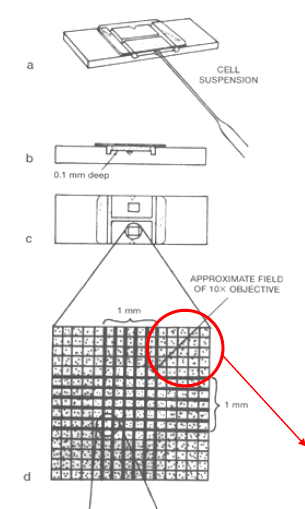 a
CELL
SUSPENSION
b
0.1 mm deep
c
APPROXIMATE FIELD
OF 10× OBJECTIVE
1 mm
1 mm
d